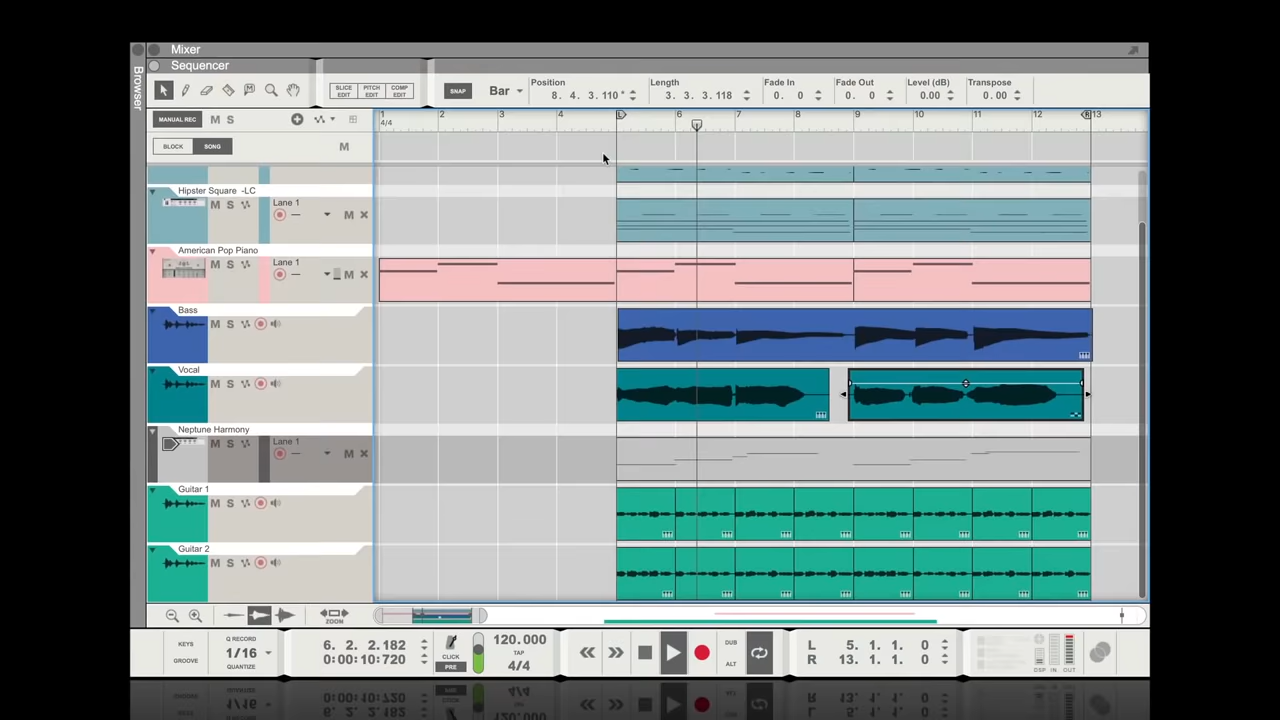 Mixer
Sequencer
Browser
SLICE EDIT
PITCH EDIT
COMP EDIT
SNAP
Bar
Position
8. 4. 3. 110 *
Length
3. 3. 3. 118
Fade In
0. 0
Fade Out
0. 0
Level (dB)
0.00
Transpose
0.00
MANUAL REC
M S
1 2 3 4 L 6 7 8 9 10 11 12 R 13
4/4
BLOCK
SONG
M
Hipster Square -LC
M S
Lane 1
M
American Pop Piano
M S
Lane 1
M
Bass
M S
Vocal
M S
Neptune Harmony
M S
Lane 1
M
Guitar 1
M S
Guitar 2
M S
ZOOM
KEYS
GROOVE
Q RECORD
1/16
QUANTIZE
6. 2. 2.182
0:00:10:720
CLICK
PRE
120.000
TAP
4/4
DUB
ALT
L 5. 1. 1. 0
R 13. 1. 1. 0
DSP IN OUT